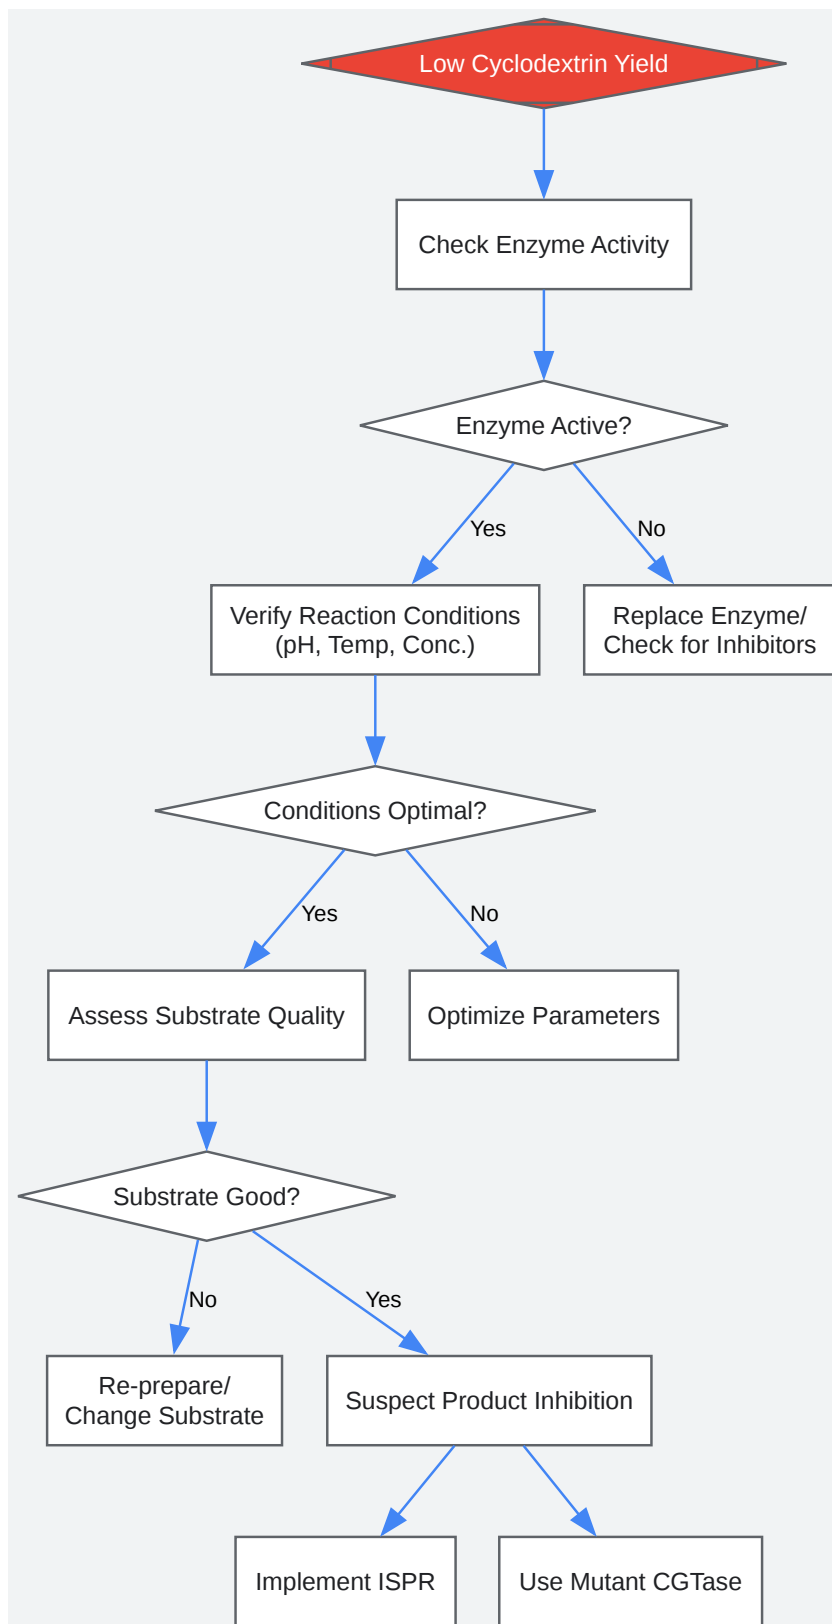 Low Cyclodextrin Yield
Check Enzyme Activity
Enzyme Active?
Yes
No
Verify Reaction Conditions
(pH, Temp, Conc.)
Replace Enzyme/
Check for Inhibitors
Conditions Optimal?
Yes
No
Assess Substrate Quality
Optimize Parameters
Substrate Good?
No
Yes
Re-prepare/
Change Substrate
Suspect Product Inhibition
Implement ISPR
Use Mutant CGTase